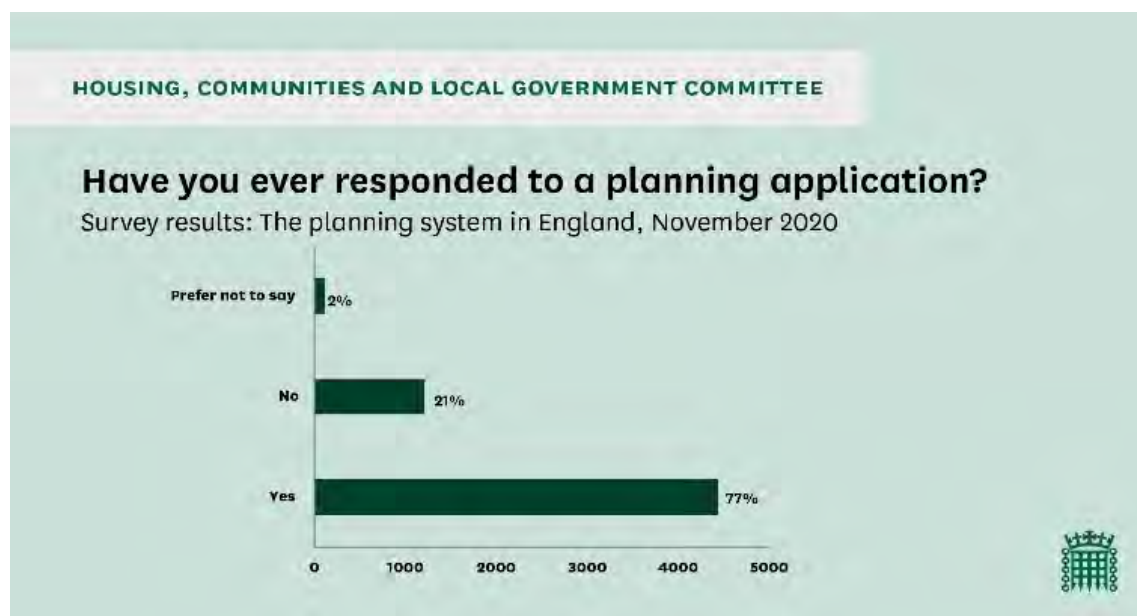 HOUSING, COMMUNITIES AND LOCAL GOVERNMENT COMMITTEE
Have you ever responded to a planning application?
Survey results: The planning system in England, November 2020
Prefer not to say 2%
No 21%
Yes 77%
0 1000 2000 3000 4000 5000